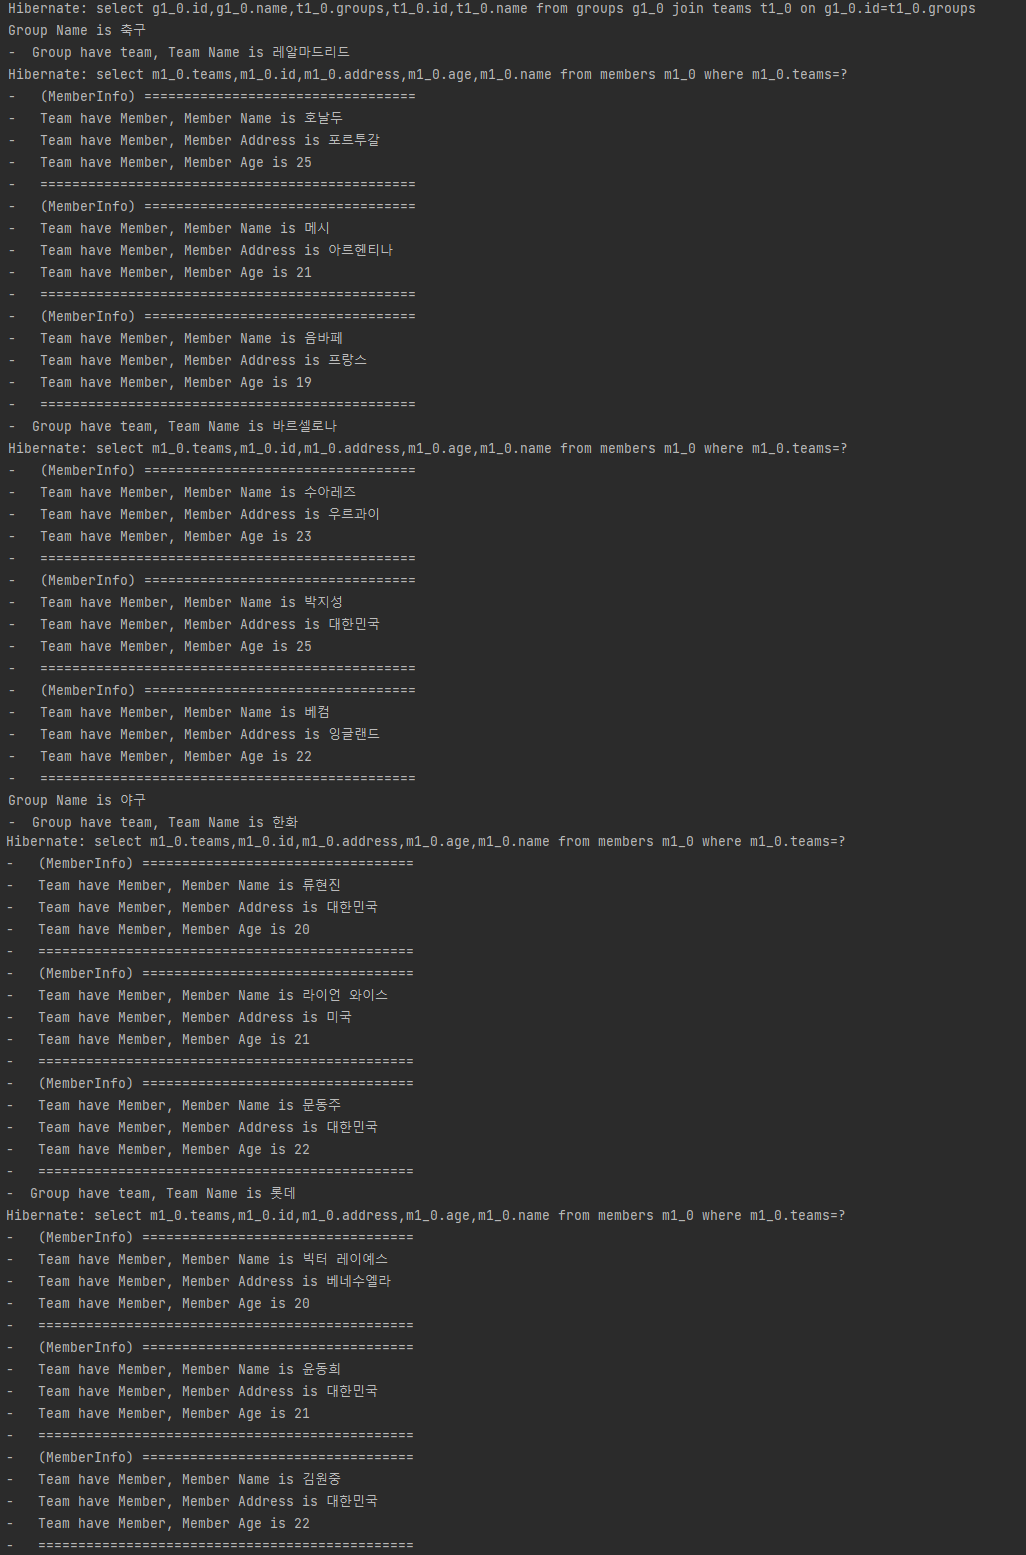 Hibernate: select g1_0.id,g1_0.name,t1_0.groups,t1_0.id,t1_0.name from groups g1_0 join teams t1_0 on g1_0.id=t1_0.groups
Group Name is 축구
-  Group have team, Team Name is 레알마드리드
Hibernate: select m1_0.teams,m1_0.id,m1_0.address,m1_0.age,m1_0.name from members m1_0 where m1_0.teams=?
-   (MemberInfo) ==================================
-   Team have Member, Member Name is 호날두
-   Team have Member, Member Address is 포르투갈
-   Team have Member, Member Age is 25
-   ===============================================
-   (MemberInfo) ==================================
-   Team have Member, Member Name is 메시
-   Team have Member, Member Address is 아르헨티나
-   Team have Member, Member Age is 21
-   ===============================================
-   (MemberInfo) ==================================
-   Team have Member, Member Name is 음바페
-   Team have Member, Member Address is 프랑스
-   Team have Member, Member Age is 19
-   ===============================================
-  Group have team, Team Name is 바르셀로나
Hibernate: select m1_0.teams,m1_0.id,m1_0.address,m1_0.age,m1_0.name from members m1_0 where m1_0.teams=?
-   (MemberInfo) ==================================
-   Team have Member, Member Name is 수아레즈
-   Team have Member, Member Address is 우르과이
-   Team have Member, Member Age is 23
-   ===============================================
-   (MemberInfo) ==================================
-   Team have Member, Member Name is 박지성
-   Team have Member, Member Address is 대한민국
-   Team have Member, Member Age is 25
-   ===============================================
-   (MemberInfo) ==================================
-   Team have Member, Member Name is 베컴
-   Team have Member, Member Address is 잉글랜드
-   Team have Member, Member Age is 22
-   ===============================================
Group Name is 야구
-  Group have team, Team Name is 한화
Hibernate: select m1_0.teams,m1_0.id,m1_0.address,m1_0.age,m1_0.name from members m1_0 where m1_0.teams=?
-   (MemberInfo) ==================================
-   Team have Member, Member Name is 류현진
-   Team have Member, Member Address is 대한민국
-   Team have Member, Member Age is 20
-   ===============================================
-   (MemberInfo) ==================================
-   Team have Member, Member Name is 라이언 와이스
-   Team have Member, Member Address is 미국
-   Team have Member, Member Age is 21
-   ===============================================
-   (MemberInfo) ==================================
-   Team have Member, Member Name is 문동주
-   Team have Member, Member Address is 대한민국
-   Team have Member, Member Age is 22
-   ===============================================
-  Group have team, Team Name is 롯데
Hibernate: select m1_0.teams,m1_0.id,m1_0.address,m1_0.age,m1_0.name from members m1_0 where m1_0.teams=?
-   (MemberInfo) ==================================
-   Team have Member, Member Name is 빅터 레이예스
-   Team have Member, Member Address is 베네수엘라
-   Team have Member, Member Age is 20
-   ===============================================
-   (MemberInfo) ==================================
-   Team have Member, Member Name is 윤동희
-   Team have Member, Member Address is 대한민국
-   Team have Member, Member Age is 21
-   ===============================================
-   (MemberInfo) ==================================
-   Team have Member, Member Name is 김원중
-   Team have Member, Member Address is 대한민국
-   Team have Member, Member Age is 22
-   ===============================================